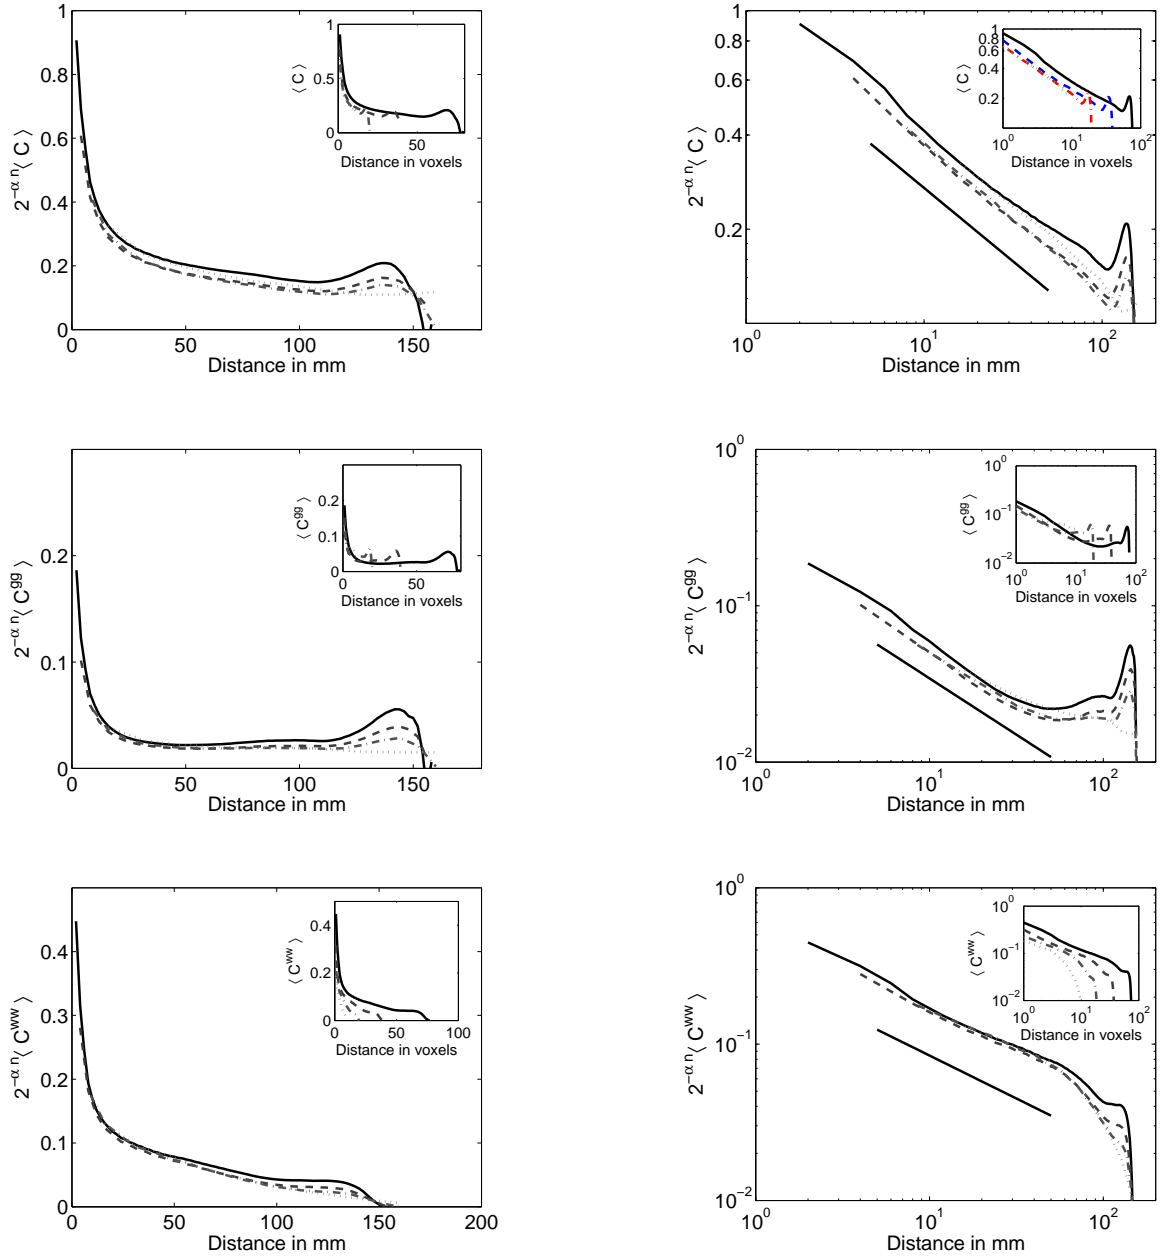 1
0.8
0.6
0.4
0.2
0
0 50 100 150
Distance in mm
2^{−α n}⟨ C ⟩
1
0.5
0
0 50
Distance in voxels
⟨ C ⟩
1
0.8
0.6
0.4
0.2
10^0 10^1 10^2
Distance in mm
2^{−α n}⟨ C ⟩
1
0.8
0.6
0.4
0.2
10^0 10^1 10^2
Distance in voxels
⟨ C ⟩
0.2
0.1
0
0 50 100 150
Distance in mm
2^{−α n}⟨ C^{gg} ⟩
0.2
0.1
0
0 50
Distance in voxels
⟨ C^{gg} ⟩
10^0
10^{−1}
10^{−2}
10^0 10^1 10^2
Distance in mm
2^{−α n}⟨ C^{gg} ⟩
10^0
10^{−1}
10^{−2}
10^0 10^1 10^2
Distance in voxels
⟨ C^{gg} ⟩
0.4
0.3
0.2
0.1
0
0 50 100 150 200
Distance in mm
2^{−α n}⟨ C^{ww} ⟩
0.4
0.2
0
0 50 100
Distance in voxels
⟨ C^{ww} ⟩
10^0
10^{−1}
10^{−2}
10^0 10^1 10^2
Distance in mm
2^{−α n}⟨ C^{ww} ⟩
10^0
10^{−1}
10^{−2}
10^0 10^1 10^2
Distance in voxels
⟨ C^{ww} ⟩